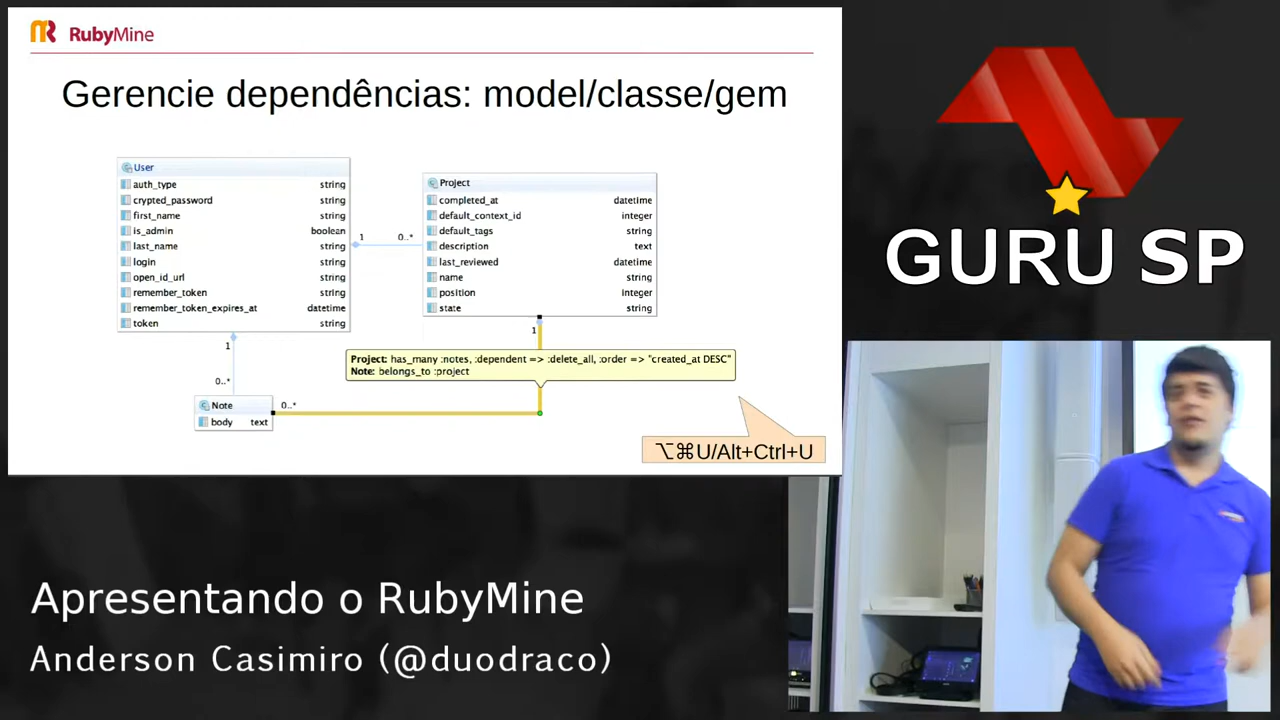 RubyMine
Gerencie dependências: model/classe/gem
User
auth_type string
crypted_password string
first_name string
is_admin boolean
last_name string
login string
open_id_url string
remember_token string
remember_token_expires_at datetime
token string
1 0..*
Project
completed_at datetime
default_context_id integer
default_tags string
description text
last_reviewed datetime
name string
position integer
state string
1
1
0..*
Project: has_many :notes, :dependent => :delete_all, :order => "created_at DESC"
Note: belongs_to :project
Note
body text
0..*
⌥⌘U/Alt+Ctrl+U
GURU SP
Apresentando o RubyMine
Anderson Casimiro (@duodraco)